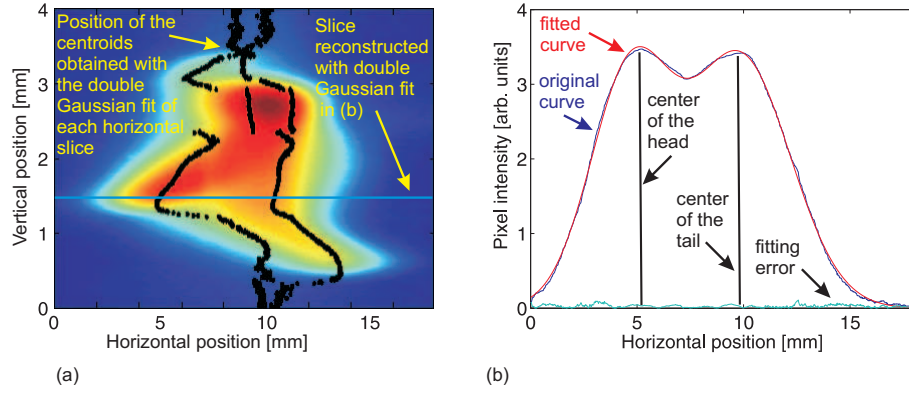 4
3
2
1
0
Vertical position [mm]
Position of the
centroids
obtained with
the double
Gaussian fit of
each horizontal
slice
Slice
reconstructed
with double
Gaussian fit
in (b)
0
5
10
15
Horizontal position [mm]
(a)
4
3
2
1
0
Pixel intensity [arb. units]
fitted
curve
original
curve
center
of the
head
center
of the
tail
fitting
error
0
5
10
15
Horizontal position [mm]
(b)